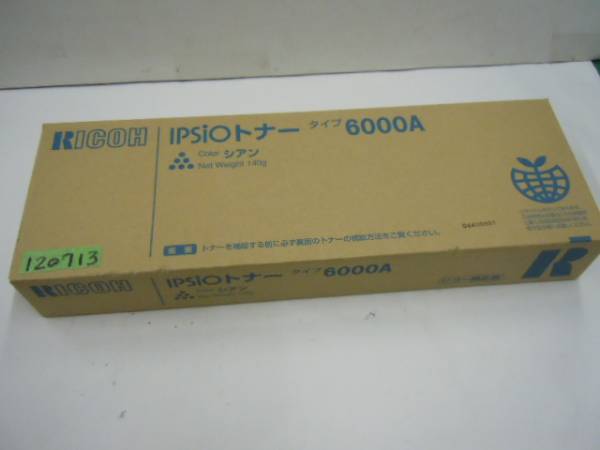 RICOH
IPSiOトナー タイプ 6000A
Color シアン
Net Weight 140g
トナーを補給する前に必ず裏面のトナーの補給方法をご覧ください。
120713
RICOH
IPSiOトナー タイプ 6000A
シアン
R